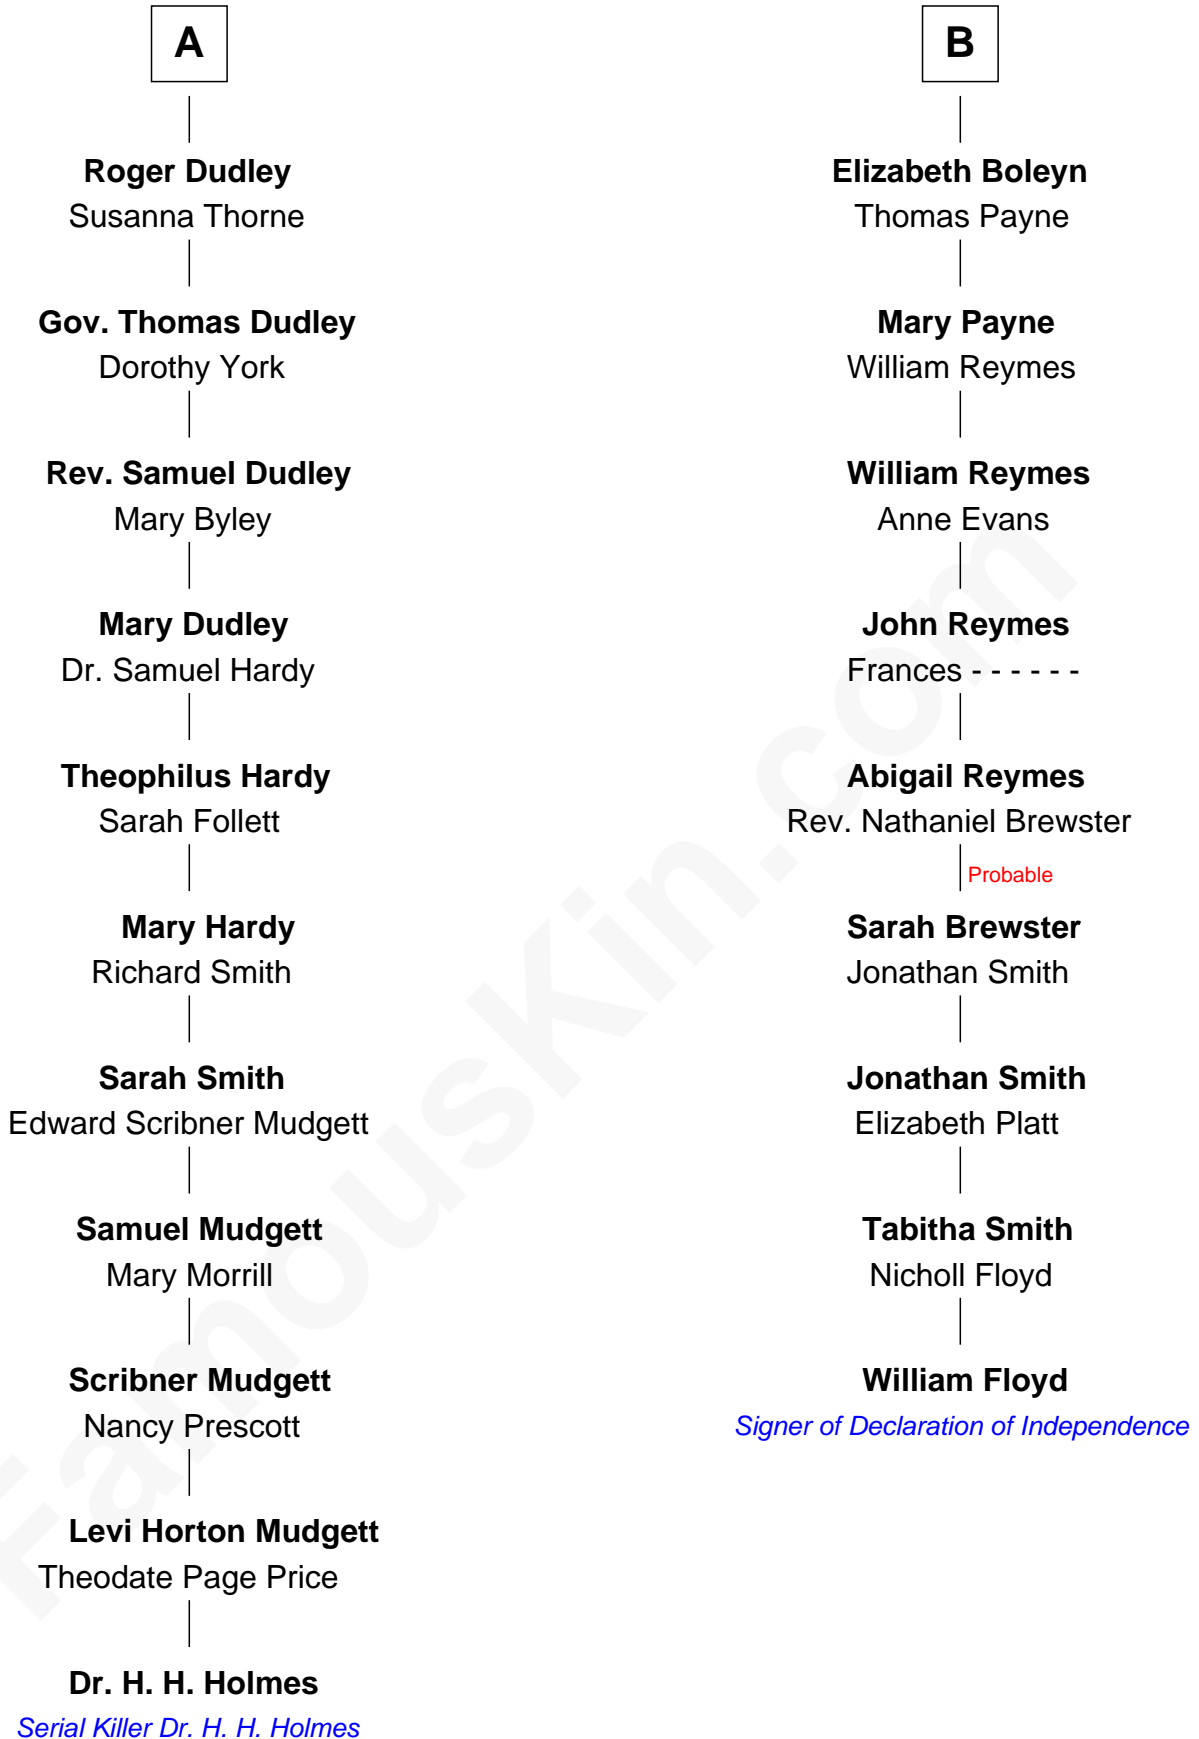 A
Roger Dudley
Susanna Thorne
Gov. Thomas Dudley
Dorothy York
Rev. Samuel Dudley
Mary Byley
Mary Dudley
Dr. Samuel Hardy
Theophilus Hardy
Sarah Follett
Mary Hardy
Richard Smith
Sarah Smith
Edward Scribner Mudgett
Samuel Mudgett
Mary Morrill
Scribner Mudgett
Nancy Prescott
Levi Horton Mudgett
Theodate Page Price
Dr. H. H. Holmes
Serial Killer Dr. H. H. Holmes
B
Elizabeth Boleyn
Thomas Payne
Mary Payne
William Reymes
William Reymes
Anne Evans
John Reymes
Frances - - - - - -
Abigail Reymes
Rev. Nathaniel Brewster
Probable
Sarah Brewster
Jonathan Smith
Jonathan Smith
Elizabeth Platt
Tabitha Smith
Nicholl Floyd
William Floyd
Signer of Declaration of Independence
FamousKin.com